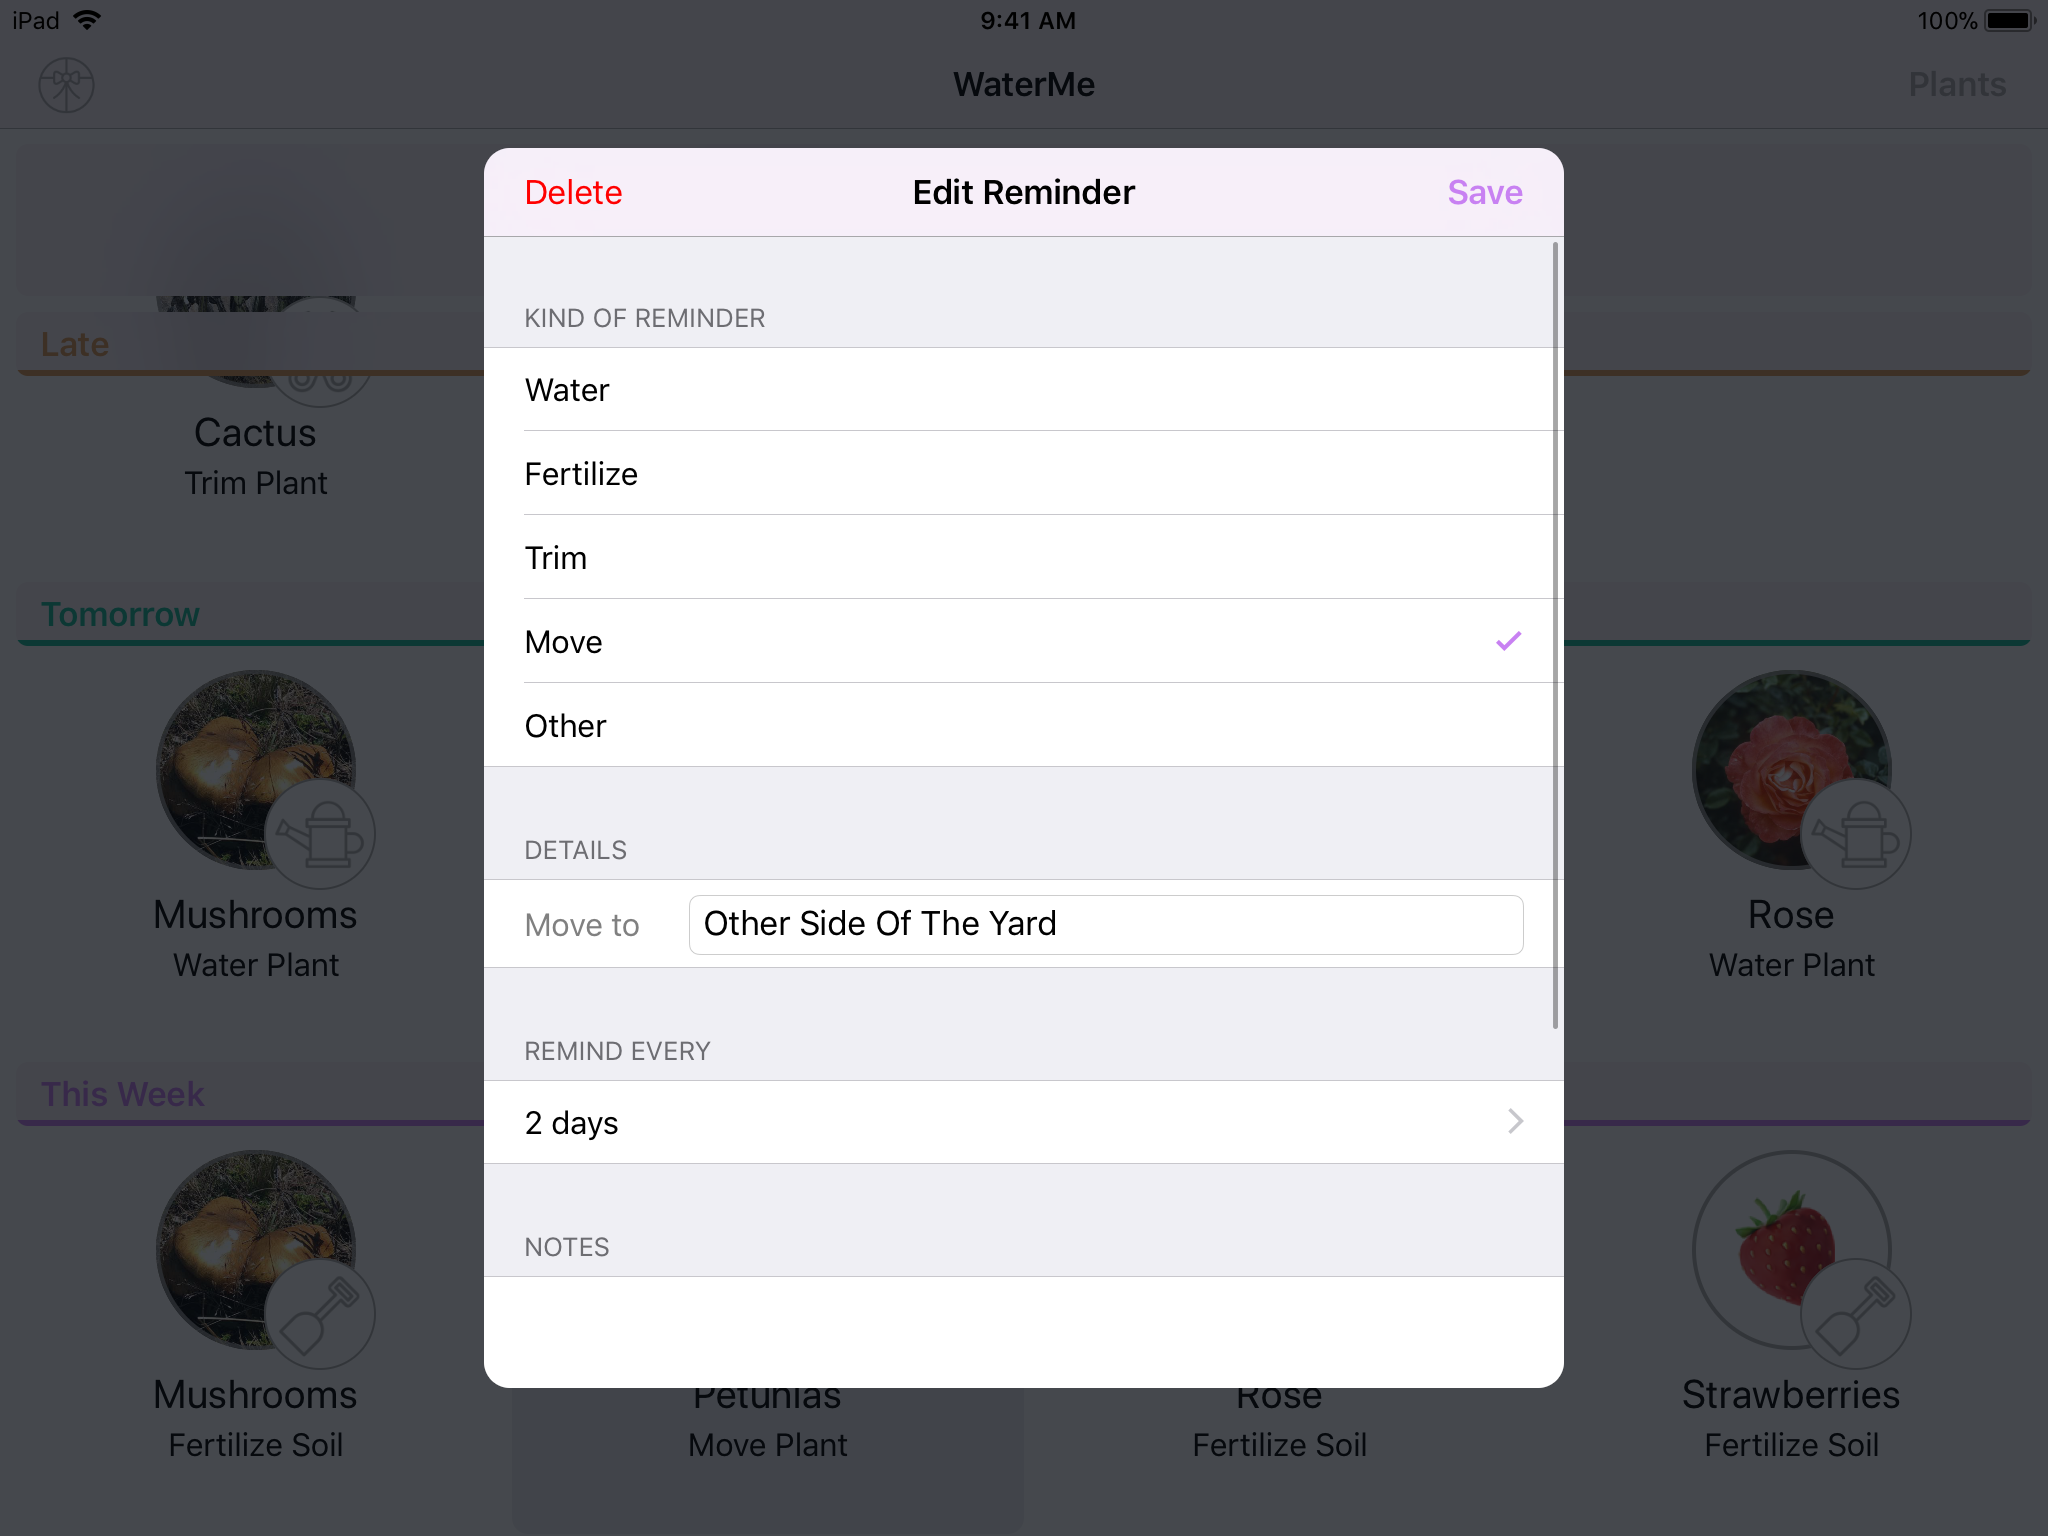 iPad
9:41 AM
100%
WaterMe
Plants
Delete
Edit Reminder
Save
KIND OF REMINDER
Water
Fertilize
Trim
Move
Other
DETAILS
Move to
Other Side Of The Yard
REMIND EVERY
2 days
NOTES
Late
Cactus
Trim Plant
Tomorrow
Mushrooms
Water Plant
Rose
Water Plant
This Week
Mushrooms
Fertilize Soil
Petunias
Move Plant
Rose
Fertilize Soil
Strawberries
Fertilize Soil